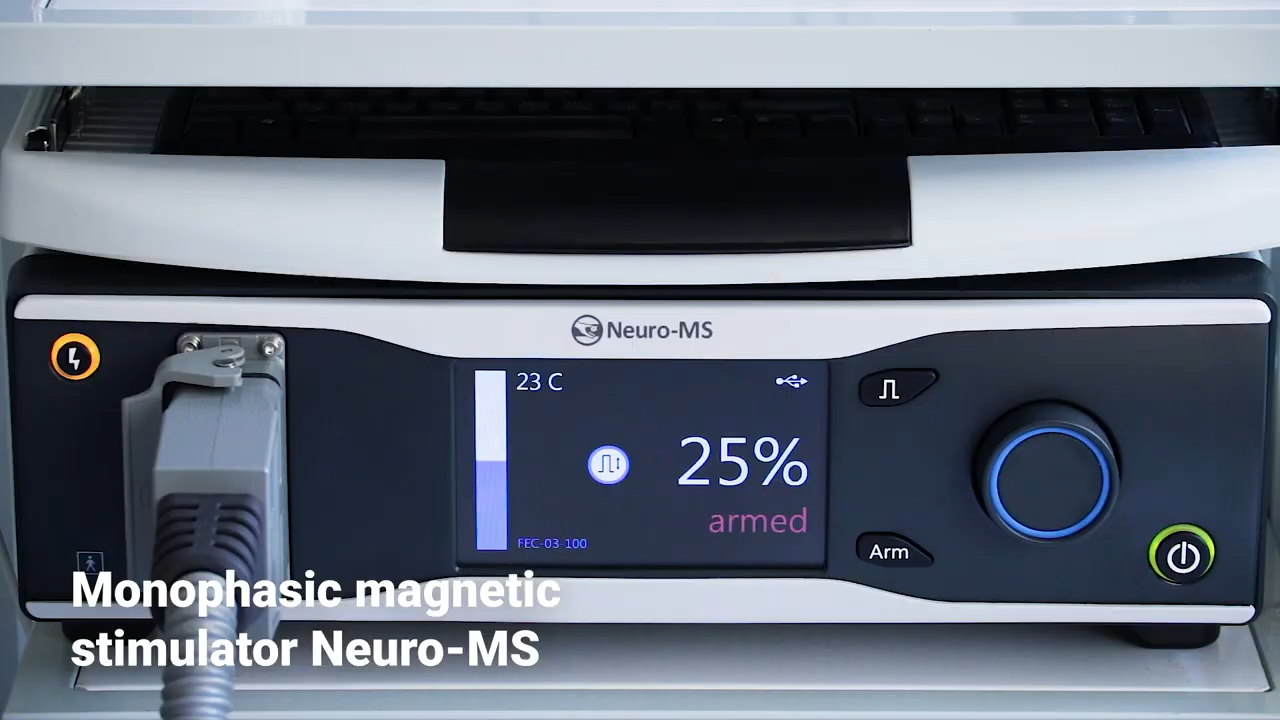 Neuro-MS
23 C
25%
armed
FEC-03-100
Arm
Monophasic magnetic
stimulator Neuro-MS